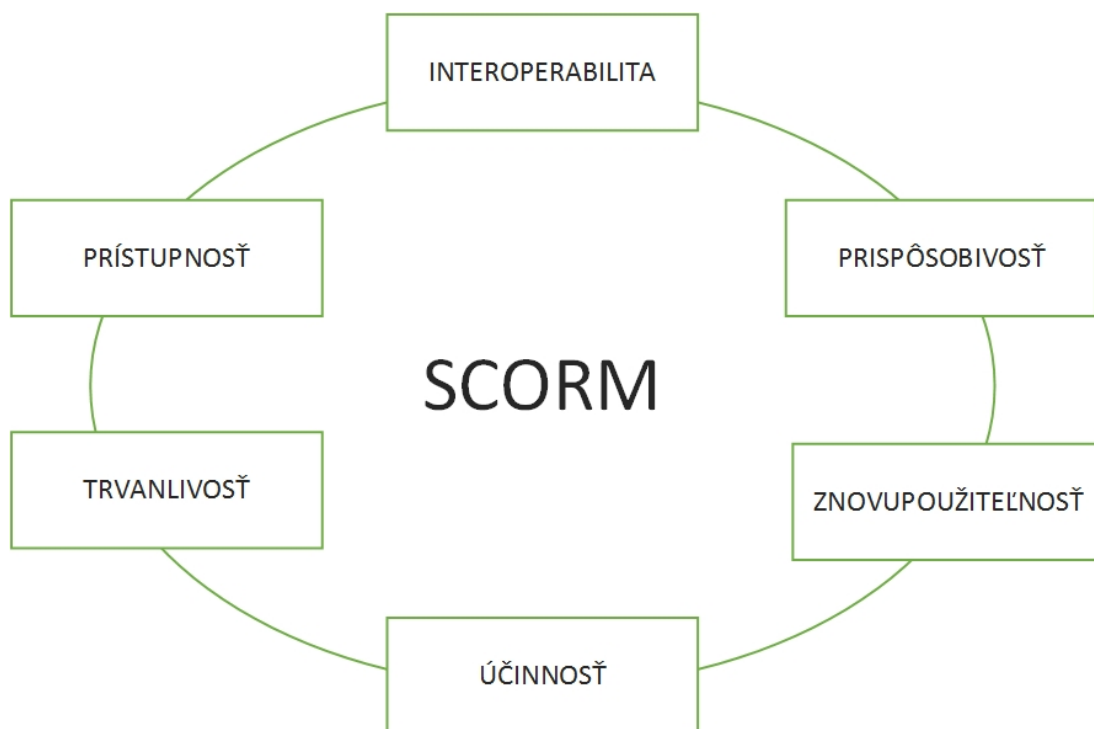 INTEROPERABILITA
PRÍSTUPNOSŤ
PRISPÔSOBIVOSŤ
SCORM
TRVANLIVOSŤ
ZNOVUPOUŽITEĽNOSŤ
ÚČINNOSŤ